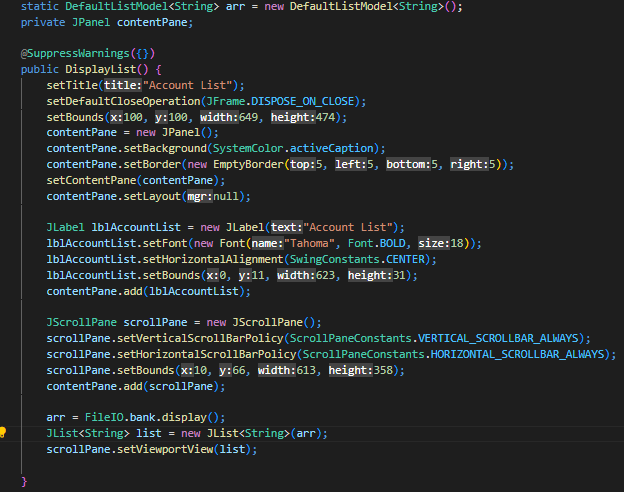 static DefaultListModel<String> arr = new DefaultListModel<String>();
private JPanel contentPane;
@SuppressWarnings({})
public DisplayList() {
setTitle(title:"Account List");
setDefaultCloseOperation(JFrame.DISPOSE_ON_CLOSE);
setBounds(x:100, y:100, width:649, height:474);
contentPane = new JPanel();
contentPane.setBackground(SystemColor.activeCaption);
contentPane.setBorder(new EmptyBorder(top:5, left:5, bottom:5, right:5));
setContentPane(contentPane);
contentPane.setLayout(mgr:null);
JLabel lblAccountList = new JLabel(text:"Account List");
lblAccountList.setFont(new Font(name:"Tahoma", Font.BOLD, size:18));
lblAccountList.setHorizontalAlignment(SwingConstants.CENTER);
lblAccountList.setBounds(x:0, y:11, width:623, height:31);
contentPane.add(lblAccountList);
JScrollPane scrollPane = new JScrollPane();
scrollPane.setVerticalScrollBarPolicy(ScrollPaneConstants.VERTICAL_SCROLLBAR_ALWAYS);
scrollPane.setHorizontalScrollBarPolicy(ScrollPaneConstants.HORIZONTAL_SCROLLBAR_ALWAYS);
scrollPane.setBounds(x:10, y:66, width:613, height:358);
contentPane.add(scrollPane);
arr = FileIO.bank.display();
JList<String> list = new JList<String>(arr);
scrollPane.setViewportView(list);
}